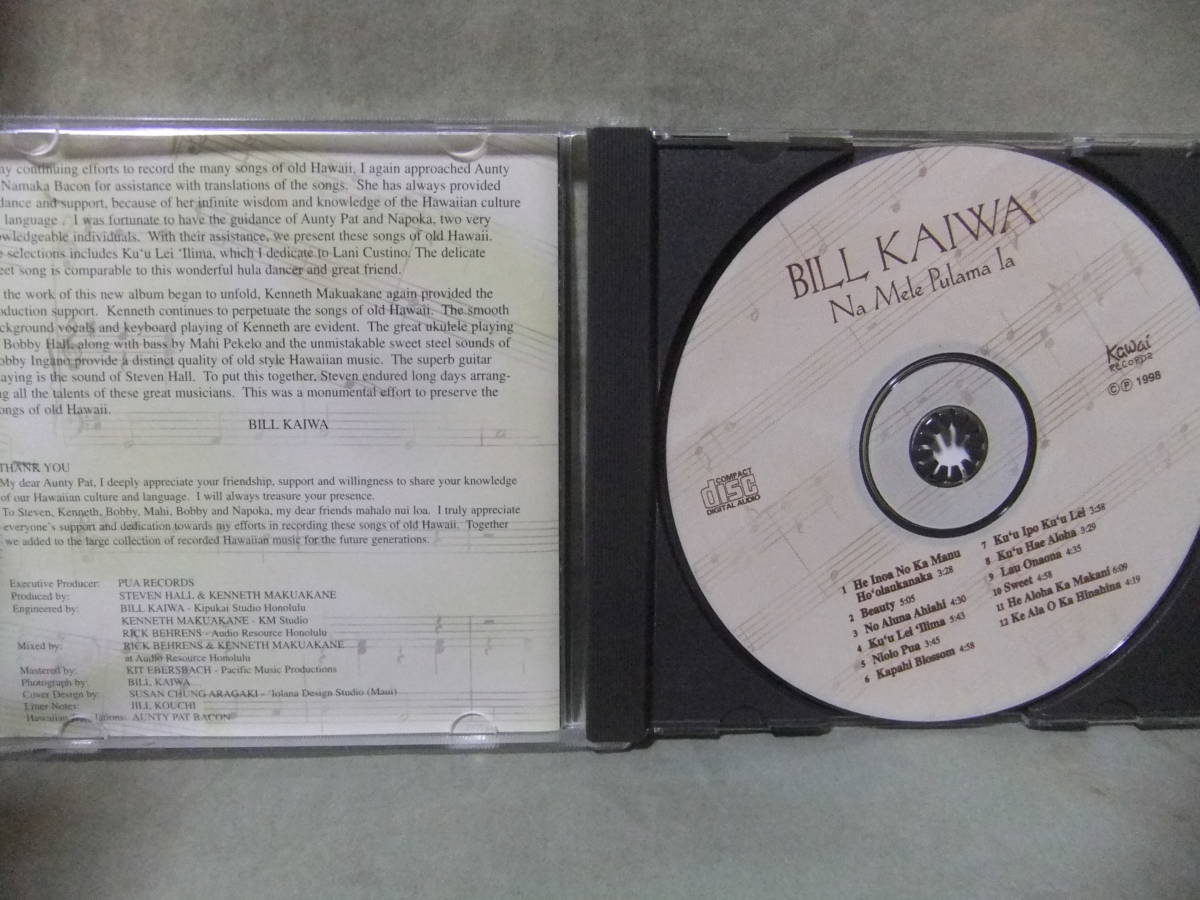 continuing efforts to record the many songs of old Hawaii, I again approached Aunty
Namaka Bacon for assistance with translations of the songs. She has always provided
and support, because of her infinite wisdom and knowledge of the Hawaiian culture
language . I was fortunate to have the guidance of Aunty Pat and Napoka, two very
individuals. With their assistance, we present these songs of old Hawaii.
selections includes Ku‘u Lei ‘Ilima, which I dedicate to Lani Custino. The delicate
song is comparable to this wonderful hula dancer and great friend.
the work of this new album began to unfold, Kenneth Makuakane again provided the
support. Kenneth continues to perpetuate the songs of old Hawaii. The smooth
vocals and keyboard playing of Kenneth are evident. The great ukulele playing
Bobby Hall, along with bass by Mahi Pekelo and the unmistakable sweet steel sounds of
Ingano provide a distinct quality of old style Hawaiian music. The superb guitar
is the sound of Steven Hall. To put this together, Steven endured long days arrang-
all the talents of these great musicians. This was a monumental effort to preserve the
of old Hawaii.
BILL KAIWA
THANK YOU
My dear Aunty Pat, I deeply appreciate your friendship, support and willingness to share your knowledge
of our Hawaiian culture and language. I will always treasure your presence.
To Steven, Kenneth, Bobby, Mahi, Bobby and Napoka, my dear friends mahalo nui loa. I truly appreciate
everyone's support and dedication towards my efforts in recording these songs of old Hawaii. Together
we added to the large collection of recorded Hawaiian music for the future generations.
Executive Producer: PUA RECORDS
Produced by: STEVEN HALL & KENNETH MAKUAKANE
Engineered by: BILL KAIWA - Kipukai Studio Honolulu
KENNETH MAKUAKANE - KM Studio
RICK BEHRENS - Audio Resource Honolulu
Mixed by: RICK BEHRENS & KENNETH MAKUAKANE
at Audio Resource Honolulu
Mastered by: KIT EBERSBACH - Pacific Music Productions
Photograph by: BILL KAIWA
Cover Design by: SUSAN CHUNG ARAGAKI - 'Iolana Design Studio (Maui)
Liner Notes: JILL KOUCHI
Hawaiian AUNTY PAT BACON
BILL KAIWA
Na Mele Pulama Ia
Kawai
RECORDZ
©℗ 1998
COMPACT
disc
DIGITAL AUDIO
1 He Inoa No Ka Manu
Ho‘olaukanaka 3:28
2 Beauty 5:05
3 No Aluna Ahiahi 4:30
4 Ku‘u Lei ‘Ilima 5:43
5 Niolo Pua 3:45
6 Kapahi Blossom 4:58
7 Ku‘u Ipo Ku‘u Lei 3:58
8 Ku‘u Hae Aloha 3:29
9 Lau Onaona 4:35
10 Sweet 4:58
11 He Aloha Ka Makani 6:09
12 Ke Ala O Ka Hinahina 4:19